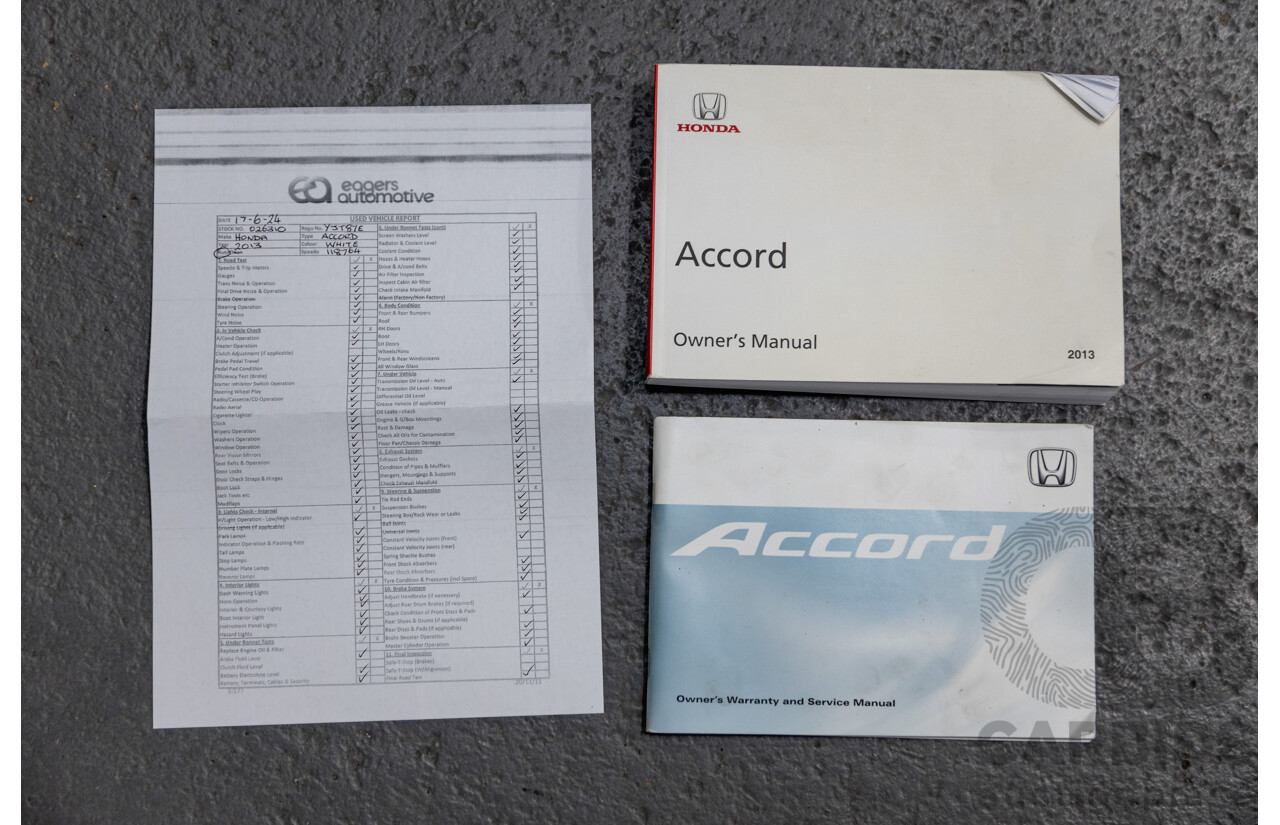 eagers
automotive
DATE 17-6-24 USED VEHICLE REPORT
STOCK NO. 026310 Rego No.
Make HONDA Type ACCORD
2013 Colour WHITE
Speedo 118764
1. Road Test
Speedo & Trip Meters
Gauges
Trans Noise & Operation
Final Drive Noise & Operation
Brake Operation
Steering Operation
Wind Noise
Tyre Noise
2. In Vehicle Check
A/Cond Operation
Heater Operation
Clutch Adjustment (if applicable)
Brake Pedal Travel
Pedal Pad Condition
Efficiency Test (Brake)
Starter Inhibitor Switch Operation
Steering Wheel Play
Radio/Cassette/CD Operation
Radio Aerial
Cigarette Lighter
Clock
Wipers Operation
Washers Operation
Window Operation
Rear Vision Mirrors
Seat Belts & Operation
Door Locks
Door Check Straps & Hinges
Boot Lock
Jack Tools etc
Mudflaps
3. Lights Check - Internal
H/Light Operation - Low/High Indicator
Driving Lights (if applicable)
Park Lamps
Indicator Operation & Flashing Rate
Tail Lamps
Stop Lamps
Number Plate Lamps
Reverse Lamps
4. Interior Lights
Dash Warning Lights
Horn Operation
Interior & Courtesy Lights
Boot Interior Light
Instrument Panel Lights
Hazard Lights
5. Under Bonnet Tests
Replace Engine Oil & Filter
Brake Fluid Level
Clutch Fluid Level
Battery Electrolyte Level
Battery, Terminals, Cables & Security
5. Under Bonnet Tests (cont)
Screen Washers Level
Radiator & Coolant Level
Coolant Condition
Hoses & Heater Hoses
Drive & A/cond Belts
Air Filter Inspection
Inspect Cabin Air filter
Check Intake Manifold
Alarm (Factory/Non Factory)
6. Body Condition
Front & Rear Bumpers
Roof
RH Doors
Boot
LH Doors
Wheels/Rims
Front & Rear Windscreens
All Window Glass
7. Under Vehicle
Transmission Oil Level - Auto
Transmission Oil Level - Manual
Differential Oil Level
Grease Vehicle (if applicable)
Oil Leaks - check
Engine & G/Box Mountings
Rust & Damage
Check All Oils for Contamination
Floor Pan/Chassis Damage
8. Exhaust System
Exhaust Gaskets
Condition of Pipes & Mufflers
Hangers, Mountings & Supports
Check Exhaust Manifold
9. Steering & Suspension
Tie Rod Ends
Suspension Bushes
Steering Box/Rack Wear or Leaks
Ball Joints
Universal Joints
Constant Velocity Joints (front)
Constant Velocity Joints (rear)
Spring Shackle Bushes
Front Shock Absorbers
Rear Shock Absorbers
Tyre Condition & Pressures (incl Spare)
10. Brake System
Adjust Handbrake (if necessary)
Adjust Rear Drum Brakes (if required)
Check Condition of Front Discs & Pads
Rear Shoes & Drums (if applicable)
Rear Discs & Pads (if applicable)
Brake Booster Operation
Master Cylinder Operation
11. Final Inspection
Safe-T-Stop (Brakes)
Safe-T-Stop (W/Alignment)
Final Road Test
20/12/11
HONDA
Accord
Owner's Manual
2013
Accord
Owner's Warranty and Service Manual